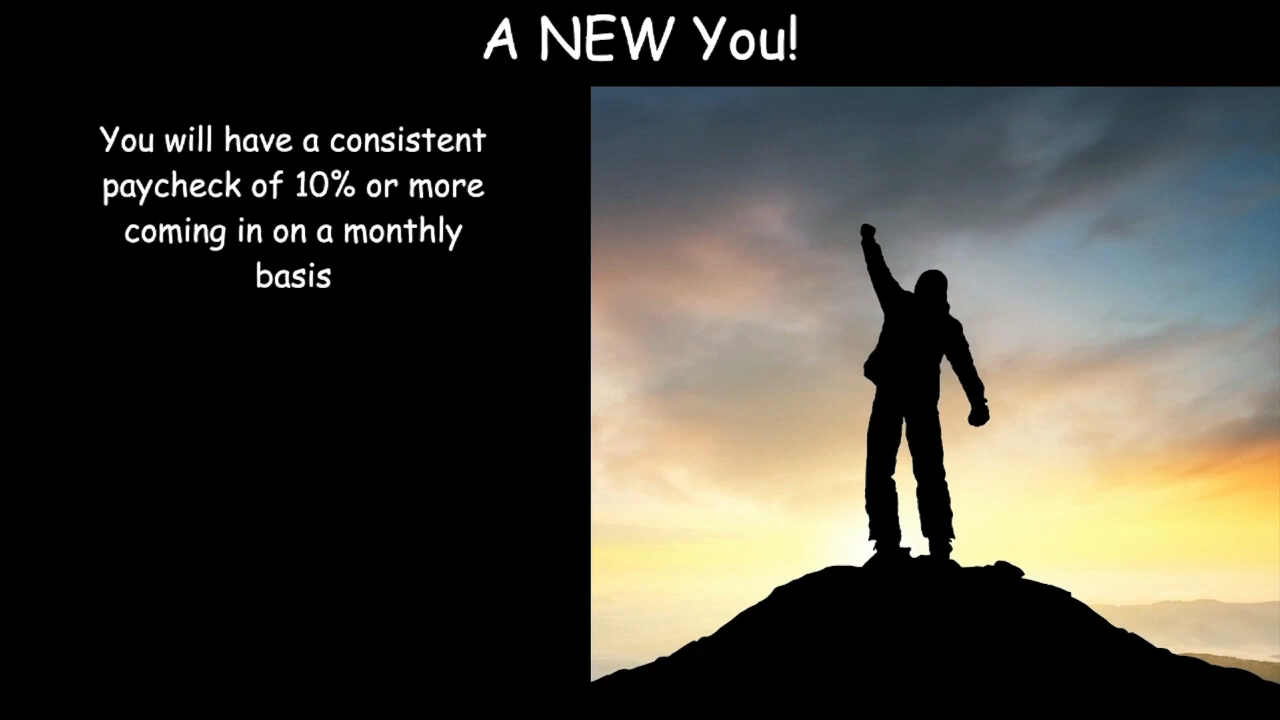 A NEW You!
You will have a consistent
paycheck of 10% or more
coming in on a monthly
basis